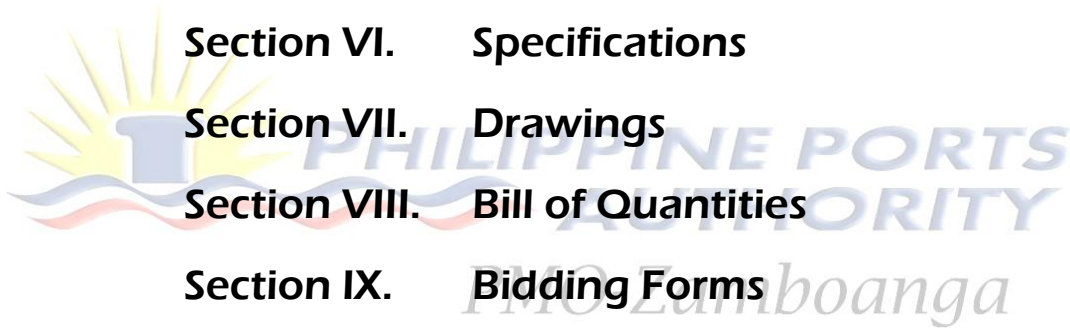 Section VI. Specifications
Section VII. Drawings
PHILIPPINE PORTS
Section VIII. Bill of Quantities
AUTHORITY
Section IX. Bidding Forms
PMO-Zamboanga